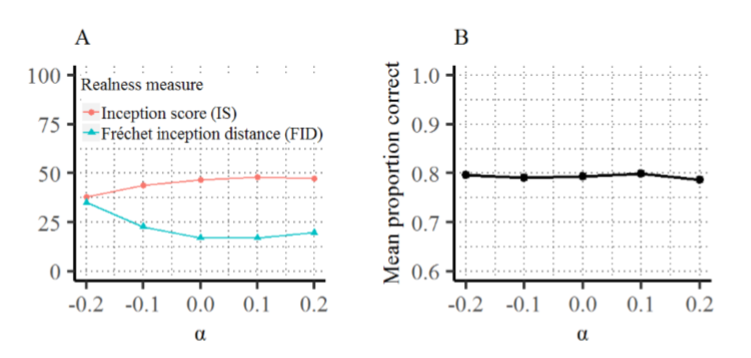 A
100
75
50
25
0
Realness measure
Inception score (IS)
Fréchet inception distance (FID)
-0.2 -0.1 0.0 0.1 0.2
α
B
Mean proportion correct
1.0
0.9
0.8
0.7
0.6
-0.2 -0.1 0.0 0.1 0.2
α